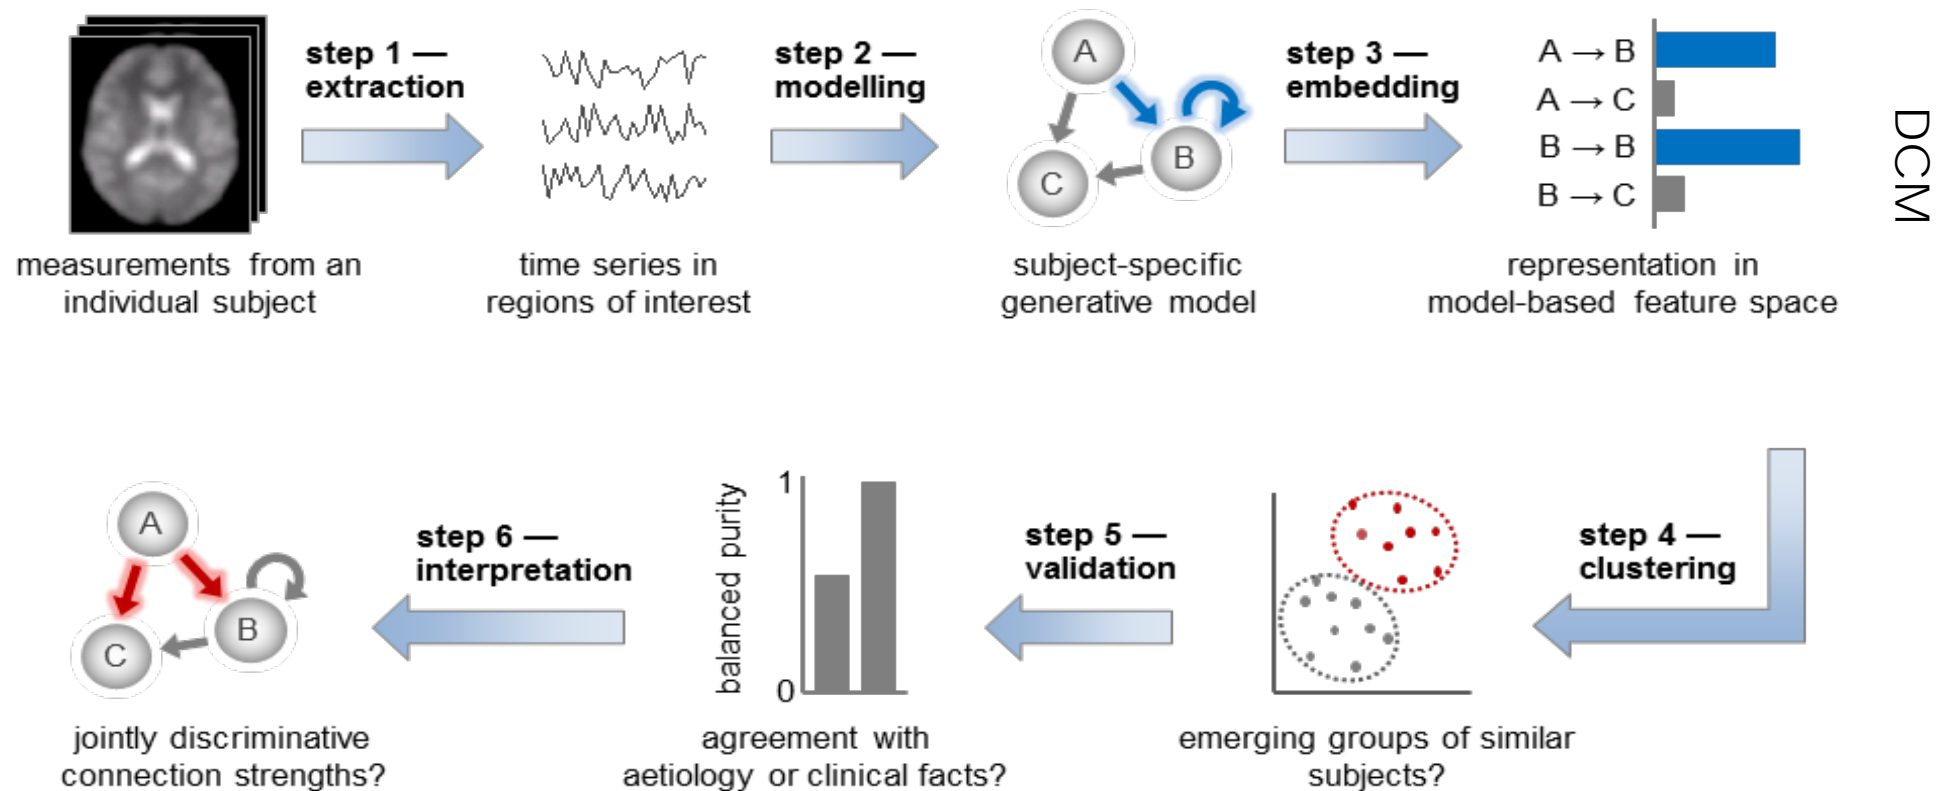 step 1 —
extraction
step 2 —
modelling
A
B
C
step 3 —
embedding
A → B
A → C
B → B
B → C
DCM
measurements from an
individual subject
time series in
regions of interest
subject-specific
generative model
representation in
model-based feature space
A
B
C
step 6 —
interpretation
balanced purity
1
0
step 5 —
validation
step 4 —
clustering
jointly discriminative
connection strengths?
agreement with
aetiology or clinical facts?
emerging groups of similar
subjects?